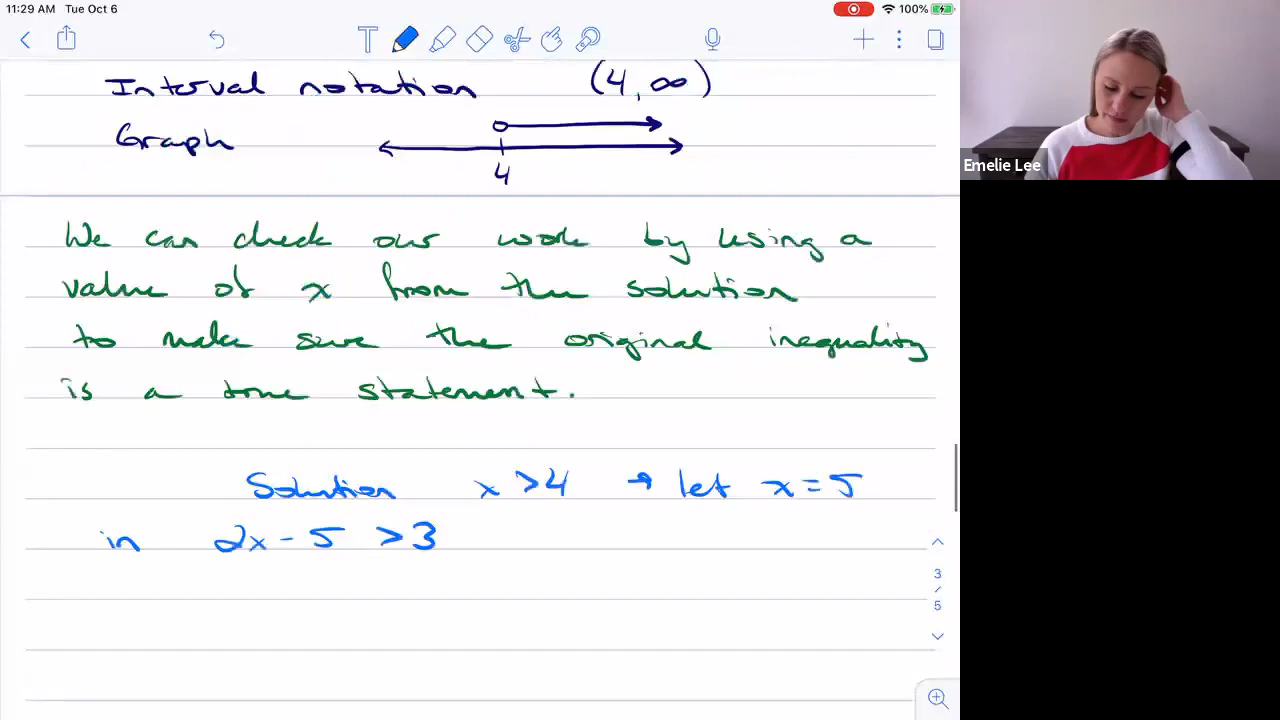 11:29 AM Tue Oct 6
100%
T
Interval notation (4, ∞)
Graph
4
We can check our work by using a
value of x from the solution
to make sure the original inequality
is a true statement.
Solution x > 4 → let x = 5
in 2x - 5 > 3
3
/
5
Emelie Lee